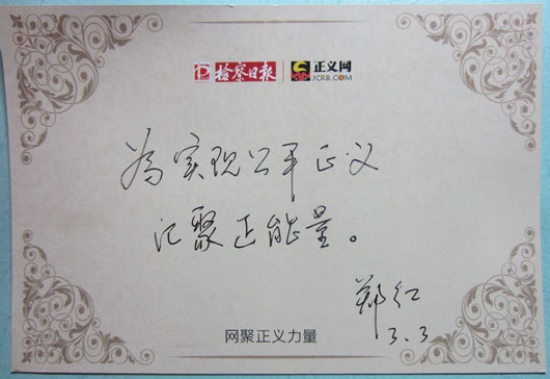 检察日报 正义网
JCRB.COM
为实现公平正义
汇聚正能量。
郑红
3.3
网聚正义力量